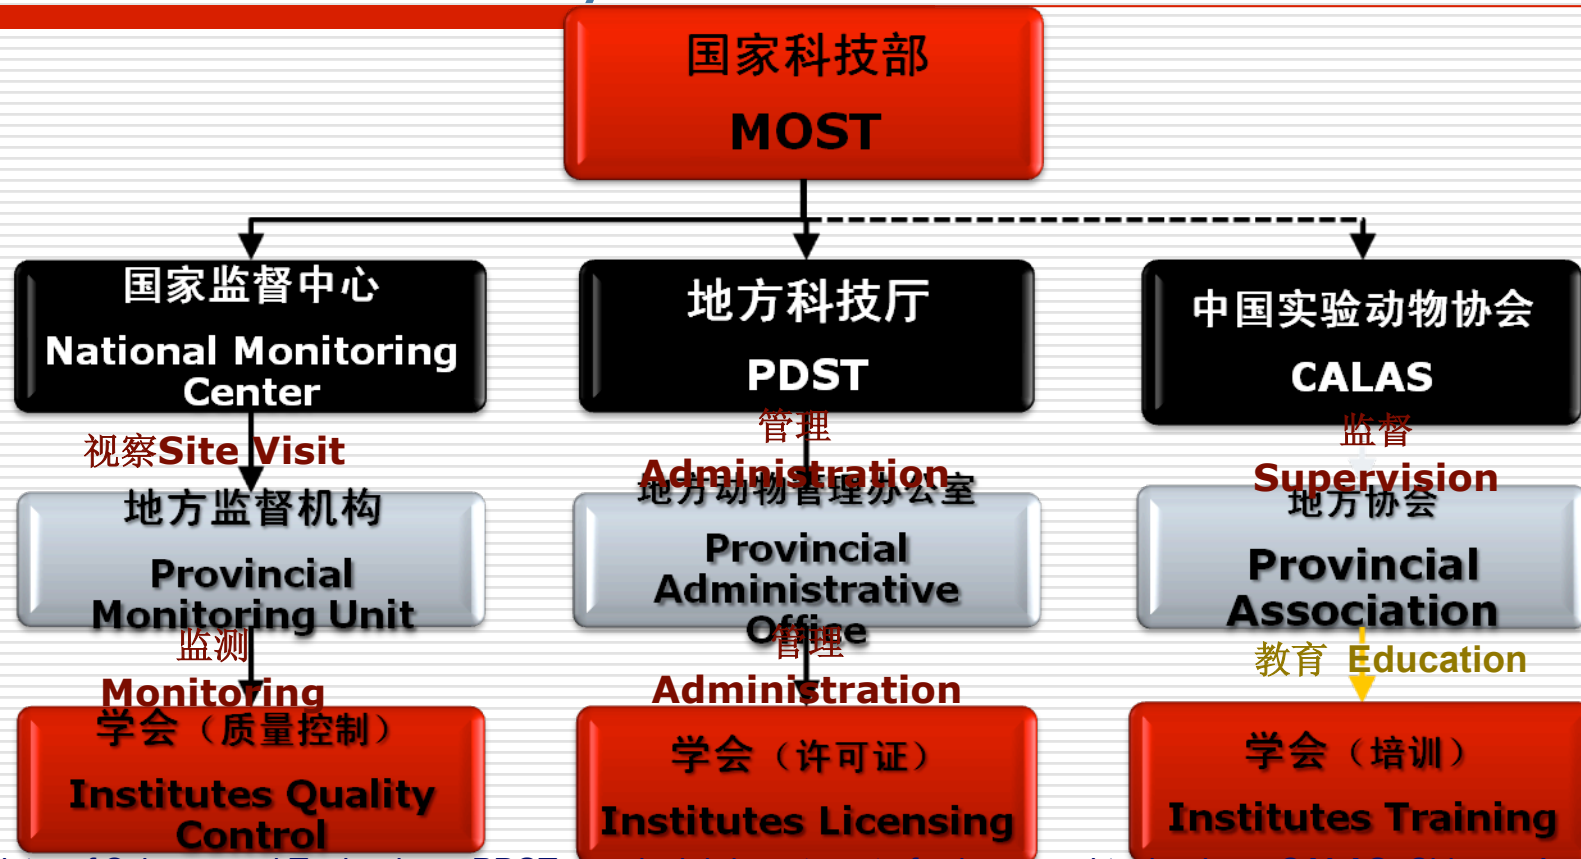 国家科技部
MOST
国家监督中心
National Monitoring
Center
地方科技厅
PDST
中国实验动物协会
CALAS
视察Site Visit
管理
Administration
监督
Supervision
地方监督机构
Provincial
Monitoring Unit
地方动物管理办公室
Provincial
Administrative
Office
地方协会
Provincial
Association
监测
Monitoring
管理
Administration
教育 Education
学会（质量控制）
Institutes Quality
Control
学会（许可证）
Institutes Licensing
学会（培训）
Institutes Training